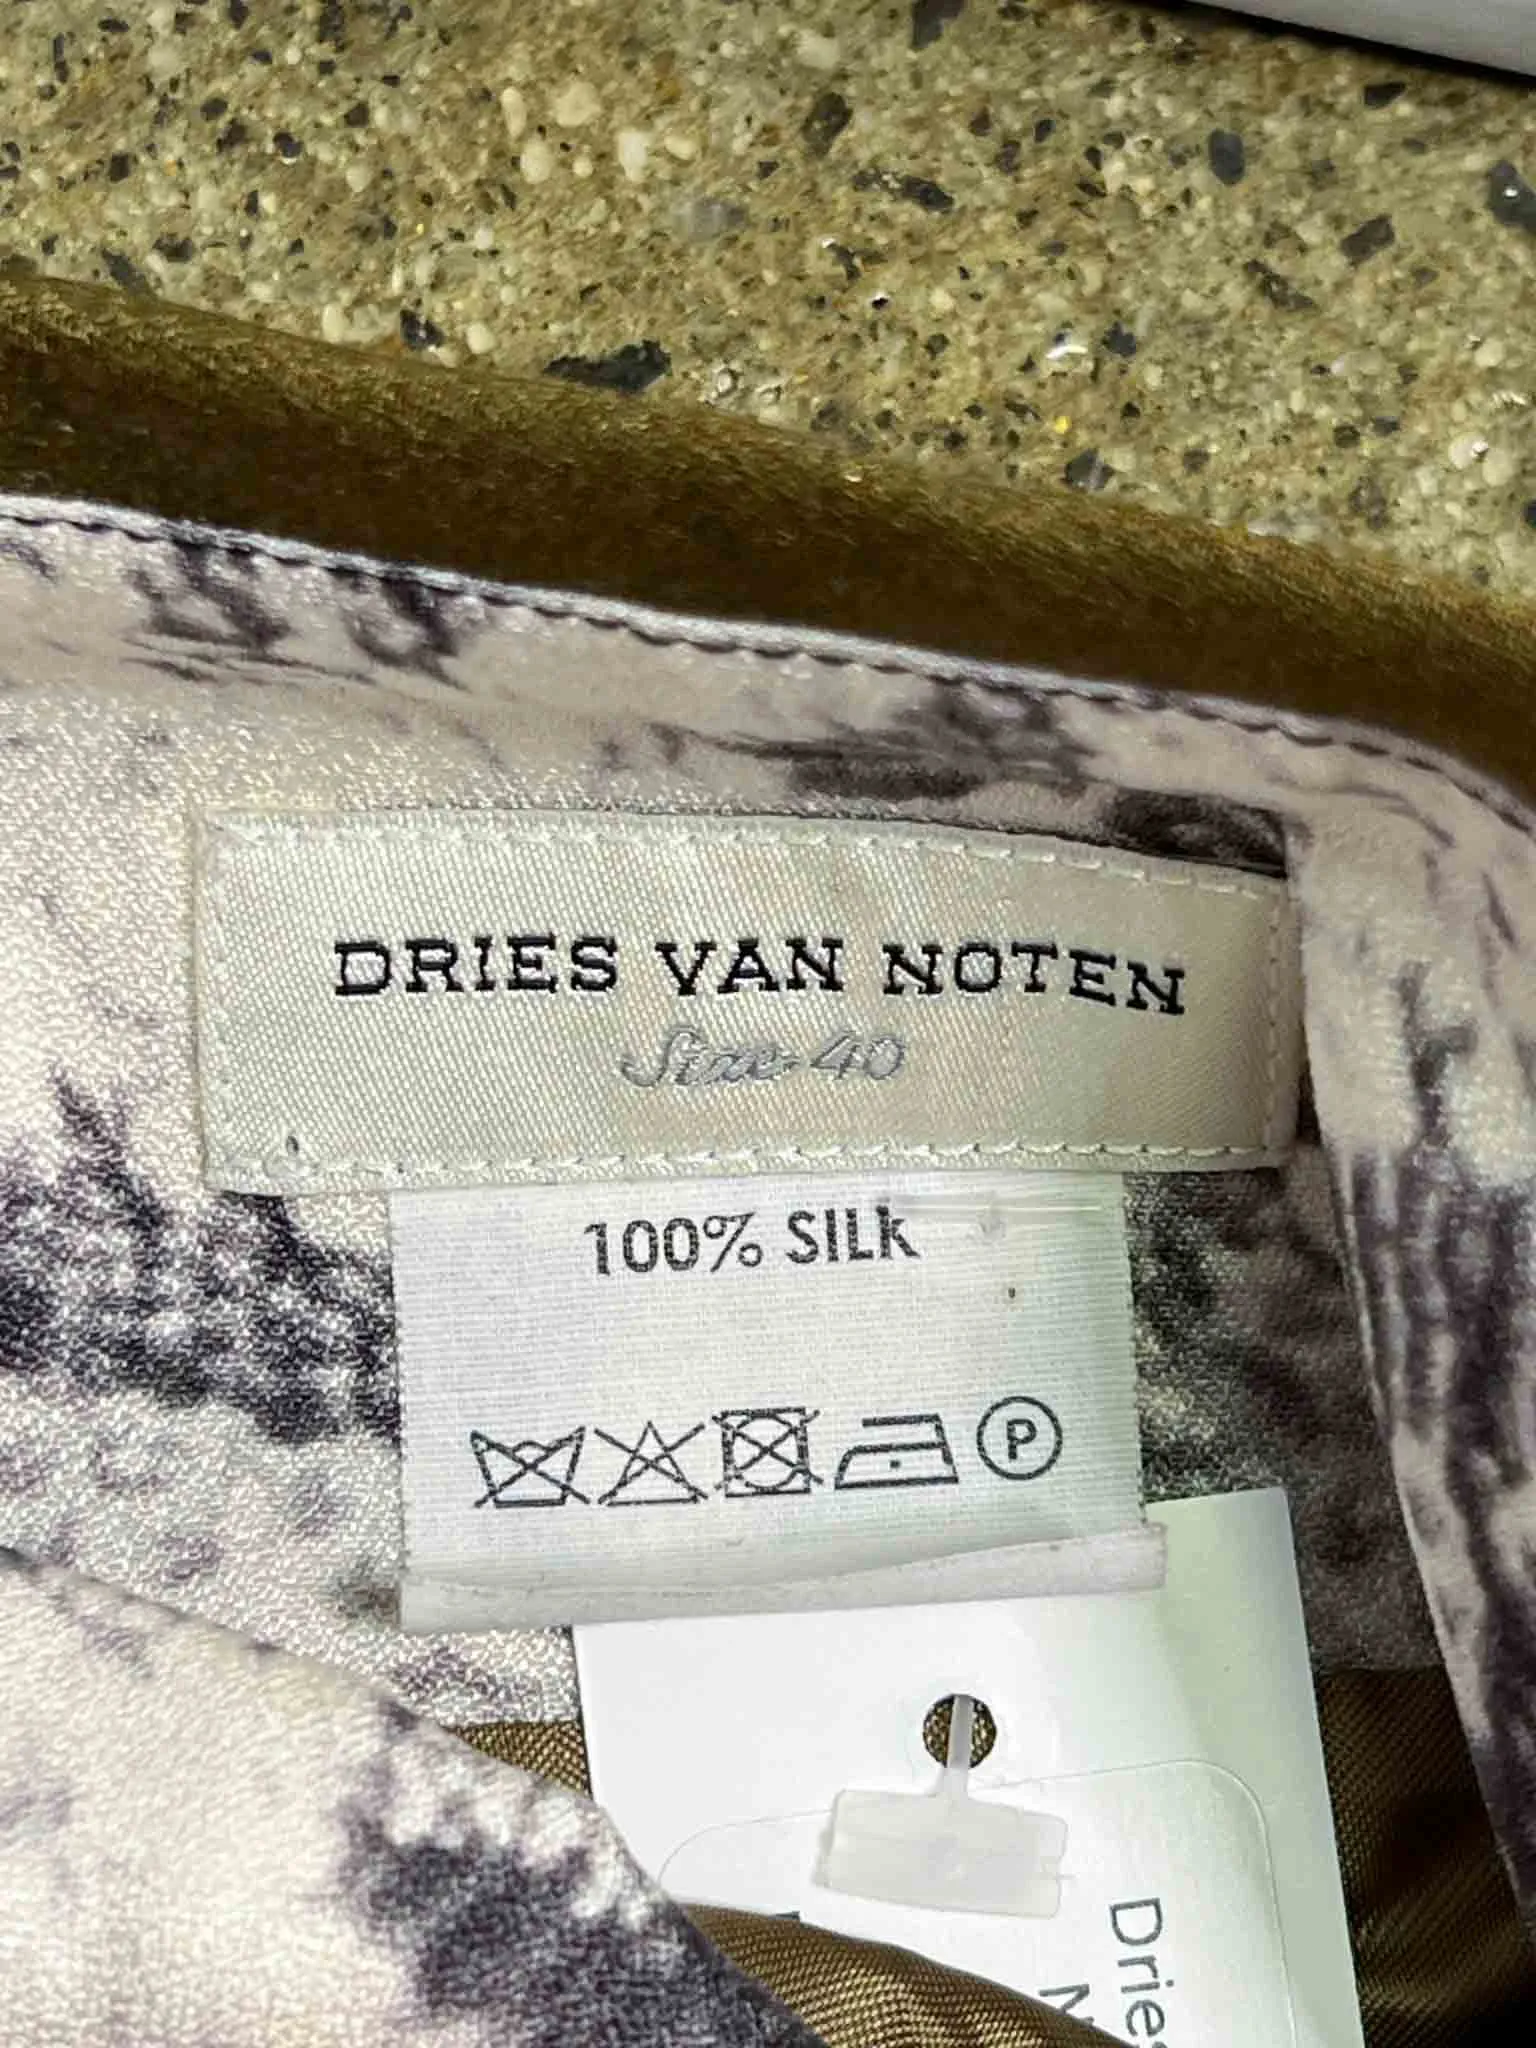 DRIES VAN NOTEN
Size 40
100% SILK
P
Dries